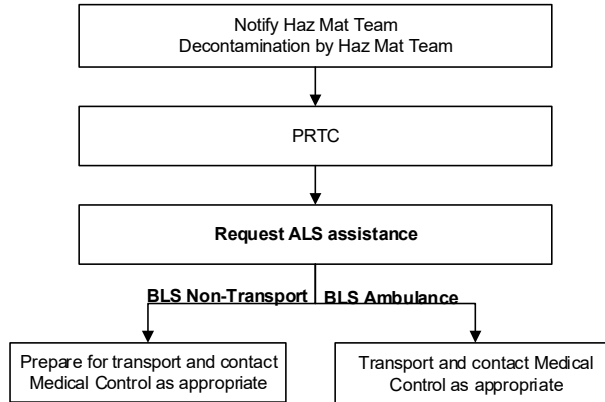 Notify Haz Mat Team
Decontamination by Haz Mat Team
PRTC
Request ALS assistance
BLS Non-Transport
BLS Ambulance
Prepare for transport and contact
Medical Control as appropriate
Transport and contact Medical
Control as appropriate